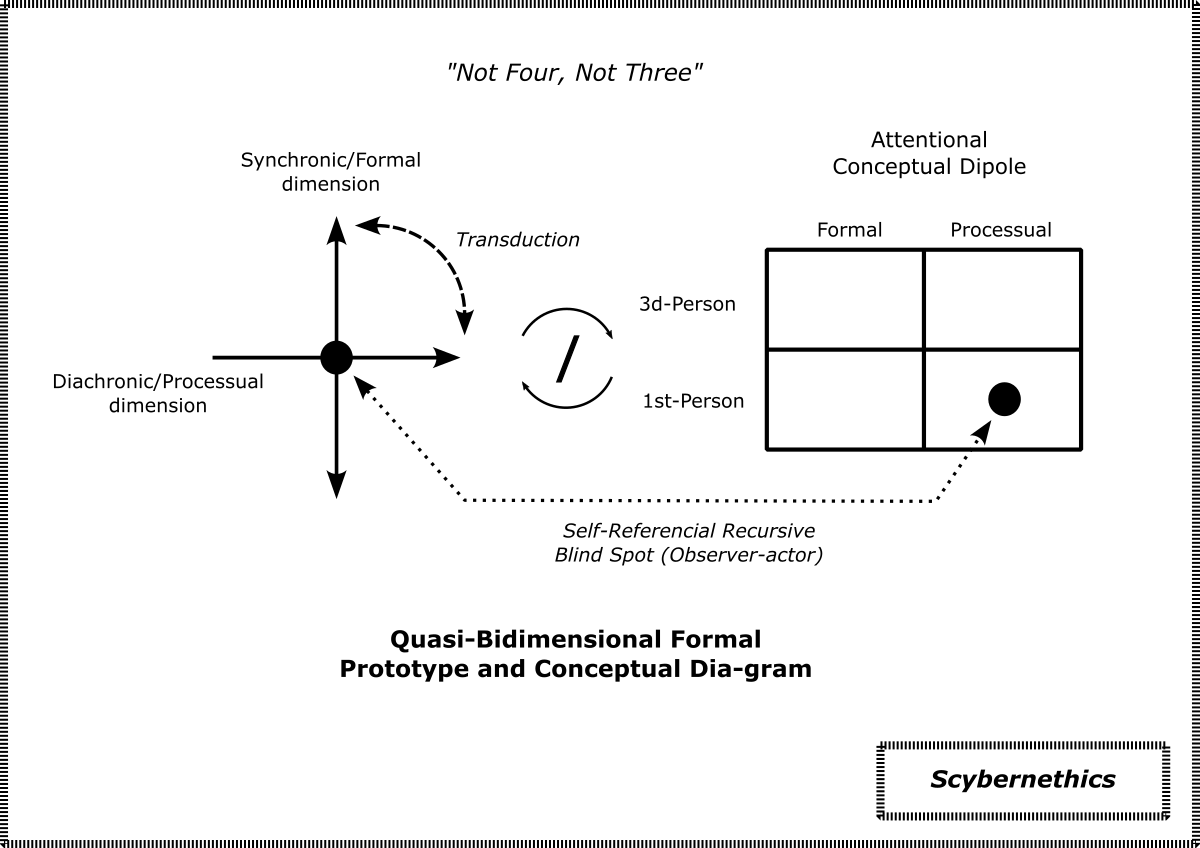 "Not Four, Not Three"
Synchronic/Formal
dimension
Transduction
Diachronic/Processual
dimension
/
Attentional
Conceptual Dipole
Formal
Processual
3d-Person
1st-Person
Self-Referencial Recursive
Blind Spot (Observer-actor)
Quasi-Bidimensional Formal
Prototype and Conceptual Dia-gram
Scybernethics